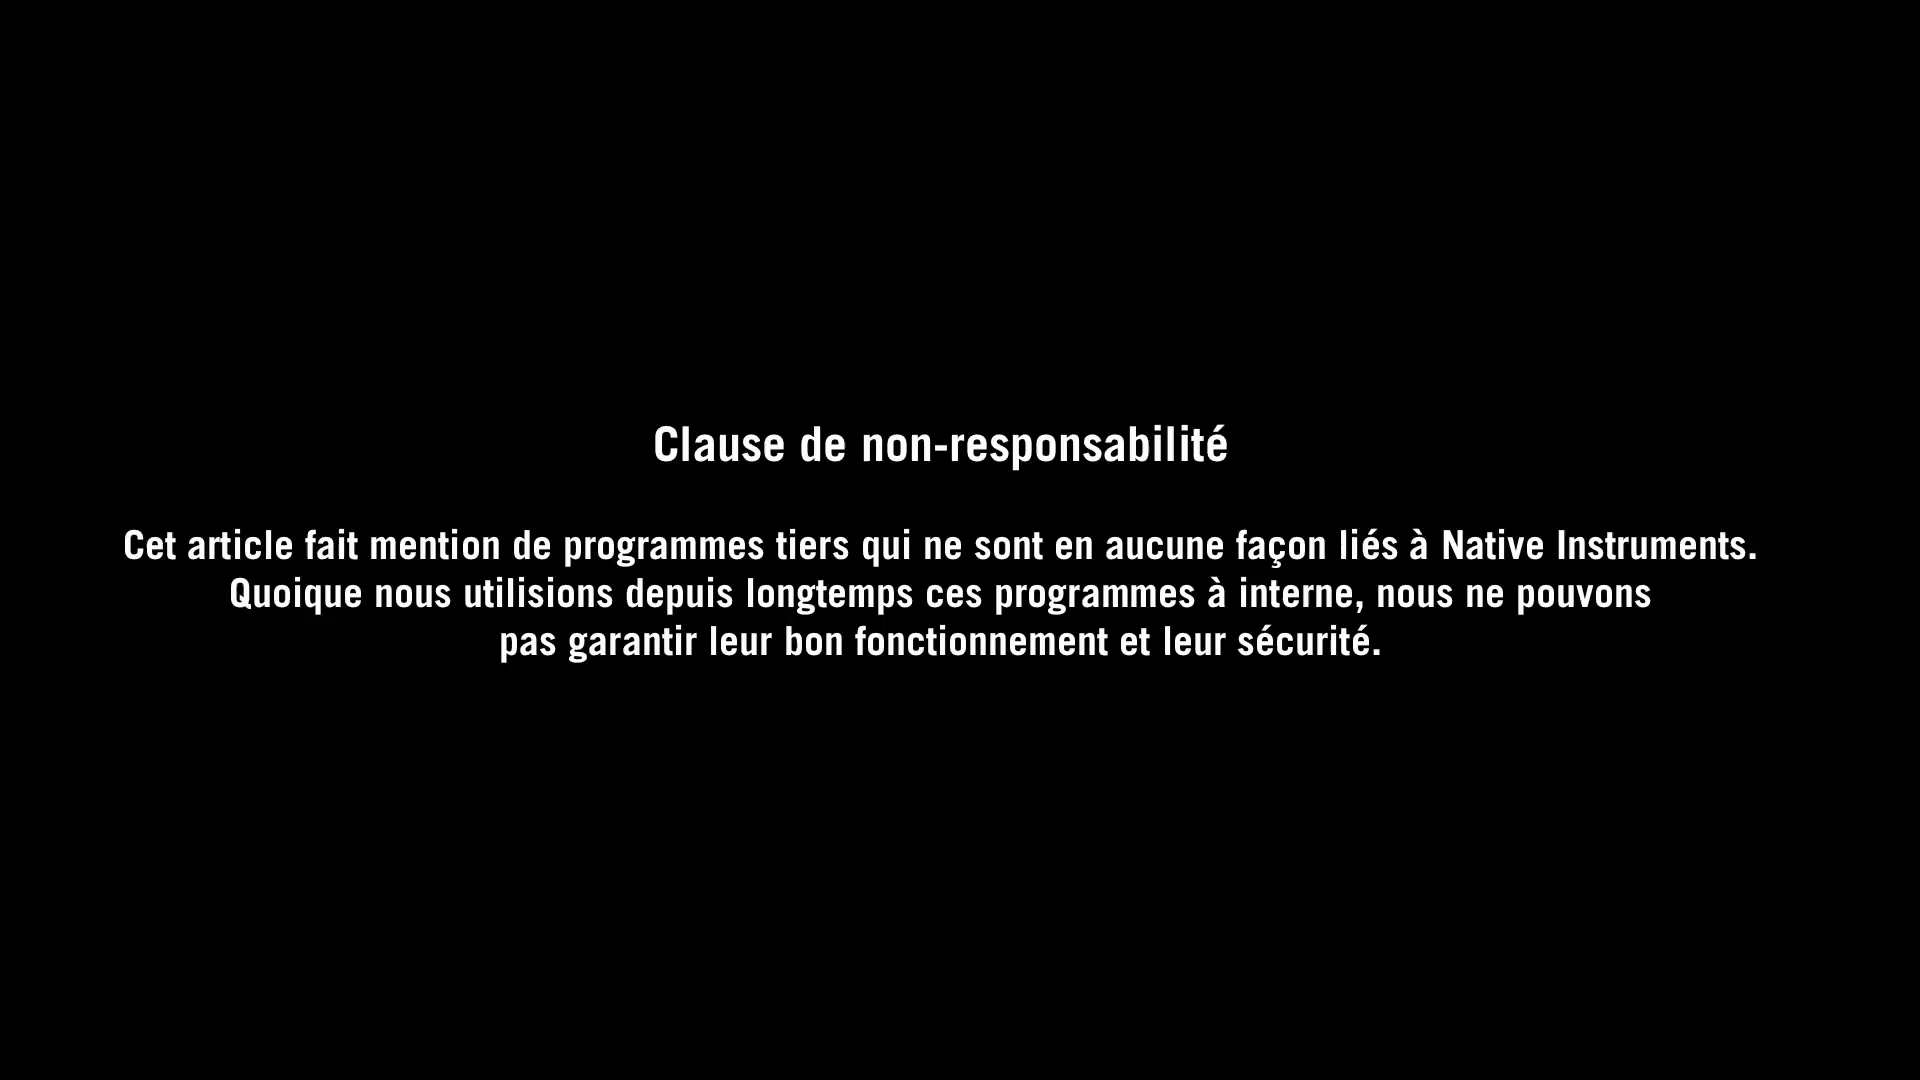 Clause de non-responsabilité
Cet article fait mention de programmes tiers qui ne sont en aucune façon liés à Native Instruments.
Quoique nous utilisions depuis longtemps ces programmes à interne, nous ne pouvons
pas garantir leur bon fonctionnement et leur sécurité.